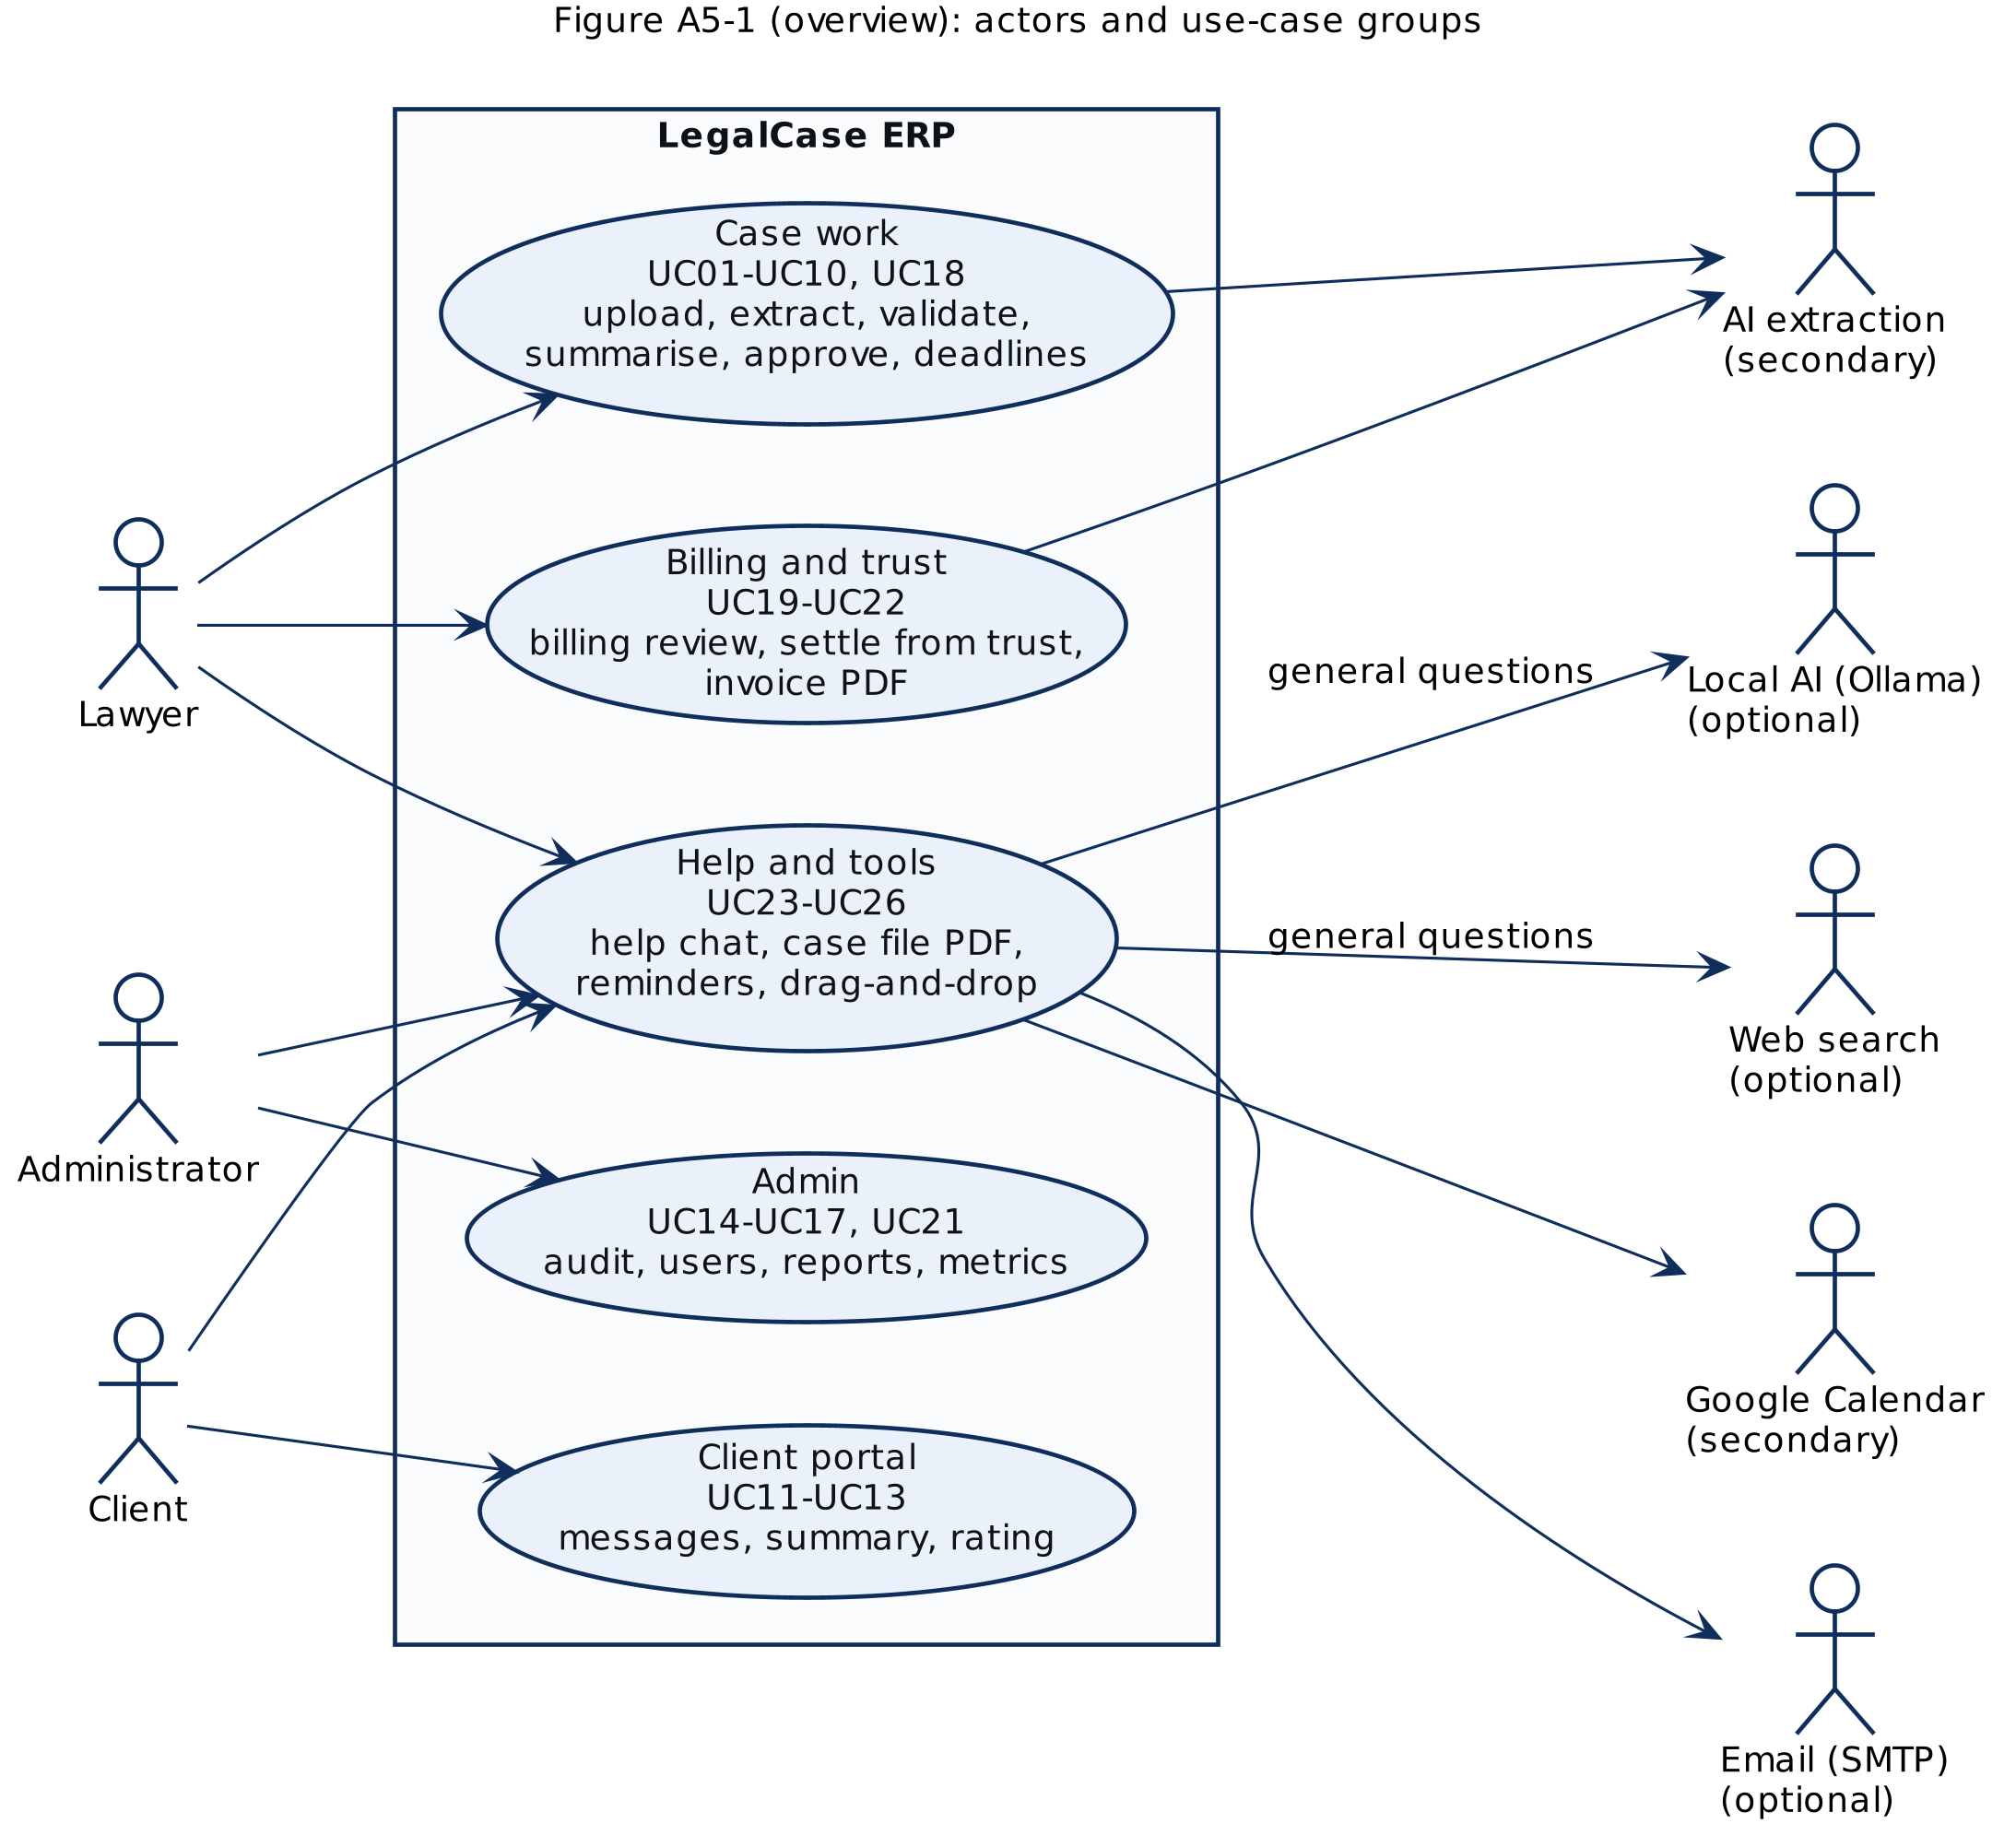 Figure A5-1 (overview): actors and use-case groups
LegalCase ERP
Case work
UC01-UC10, UC18
upload, extract, validate,
summarise, approve, deadlines
Billing and trust
UC19-UC22
billing review, settle from trust,
invoice PDF
Help and tools
UC23-UC26
help chat, case file PDF,
reminders, drag-and-drop
Admin
UC14-UC17, UC21
audit, users, reports, metrics
Client portal
UC11-UC13
messages, summary, rating
Lawyer
Administrator
Client
general questions
general questions
AI extraction
(secondary)
Local AI (Ollama)
(optional)
Web search
(optional)
Google Calendar
(secondary)
Email (SMTP)
(optional)